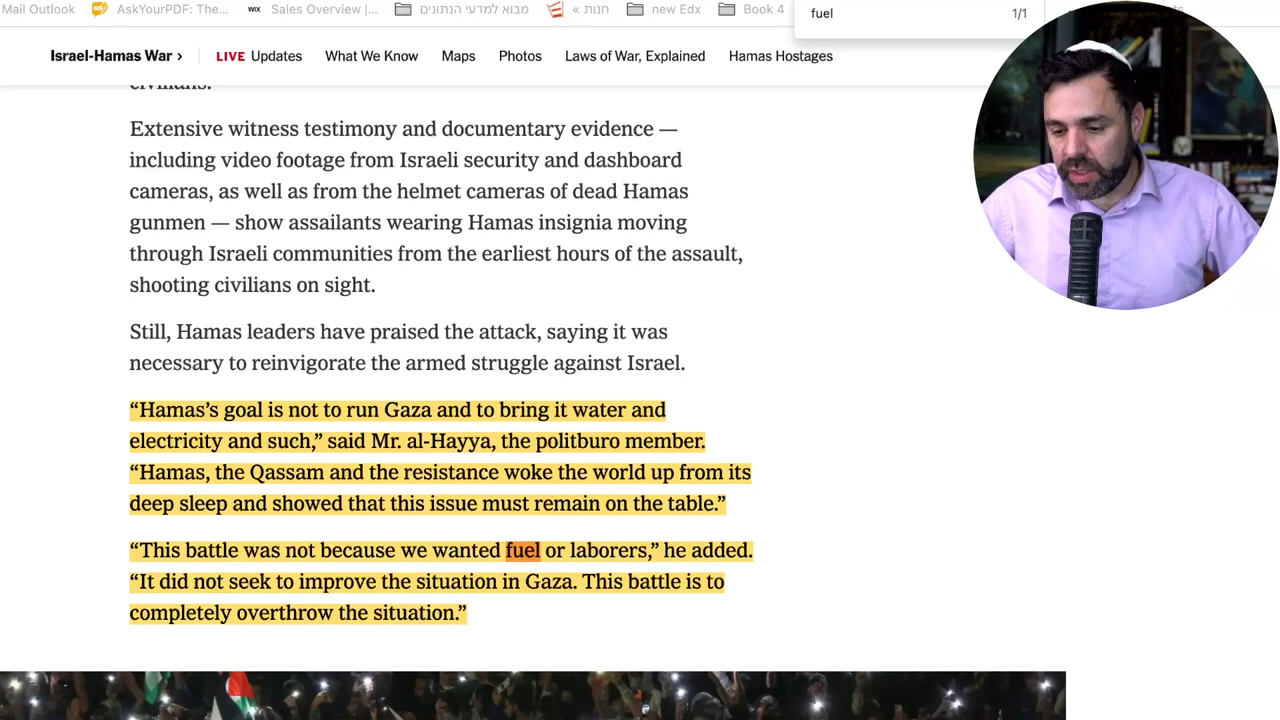 Mail Outlook AskYourPDF: The... WIX Sales Overview |... מבוא למדעי הנתונים « חנות new Edx Book 4
fuel 1/1
Israel-Hamas War › LIVE Updates What We Know Maps Photos Laws of War, Explained Hamas Hostages
civilians.
Extensive witness testimony and documentary evidence —
including video footage from Israeli security and dashboard
cameras, as well as from the helmet cameras of dead Hamas
gunmen — show assailants wearing Hamas insignia moving
through Israeli communities from the earliest hours of the assault,
shooting civilians on sight.
Still, Hamas leaders have praised the attack, saying it was
necessary to reinvigorate the armed struggle against Israel.
“Hamas’s goal is not to run Gaza and to bring it water and
electricity and such,” said Mr. al-Hayya, the politburo member.
“Hamas, the Qassam and the resistance woke the world up from its
deep sleep and showed that this issue must remain on the table.”
“This battle was not because we wanted fuel or laborers,” he added.
“It did not seek to improve the situation in Gaza. This battle is to
completely overthrow the situation.”